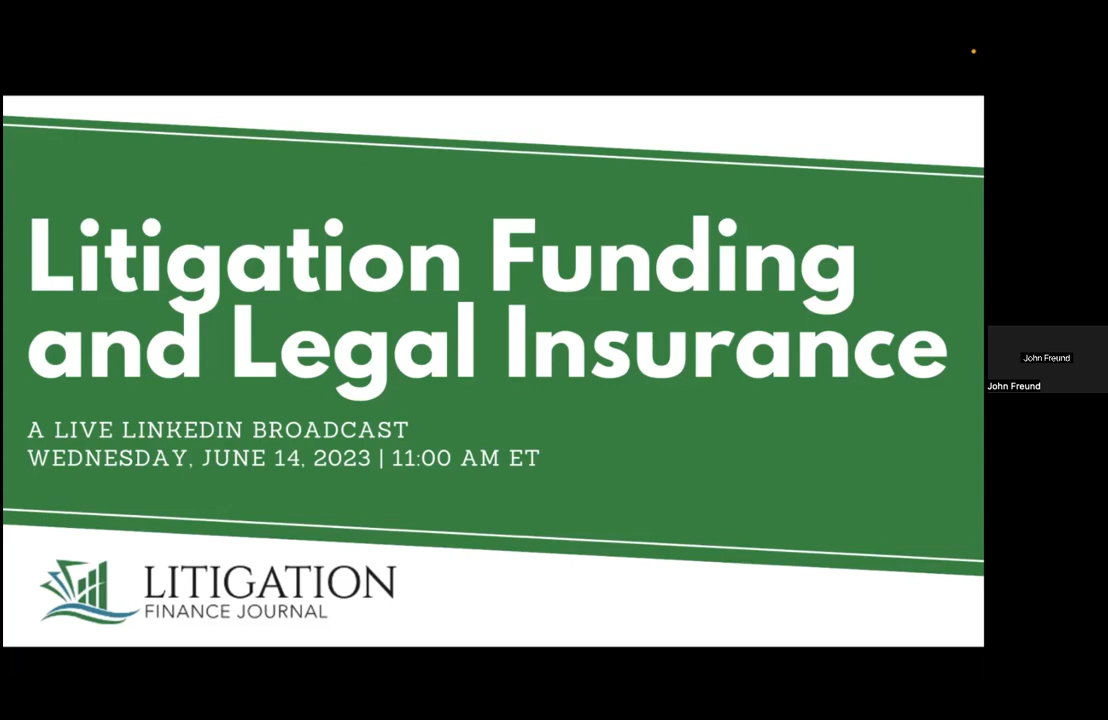 Litigation Funding
and Legal Insurance
A LIVE LINKEDIN BROADCAST
WEDNESDAY, JUNE 14, 2023 | 11:00 AM ET
LITIGATION
FINANCE JOURNAL
John Freund
John Freund